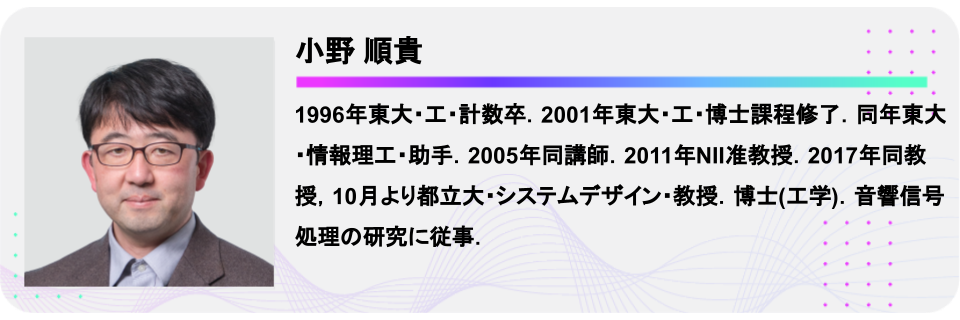 小野 順貴
1996年東大・工・計数卒．2001年東大・工・博士課程修了．同年東大
・情報理工・助手．2005年同講師．2011年NII准教授．2017年同教
授，10月より都立大・システムデザイン・教授．博士(工学)．音響信号
処理の研究に従事．